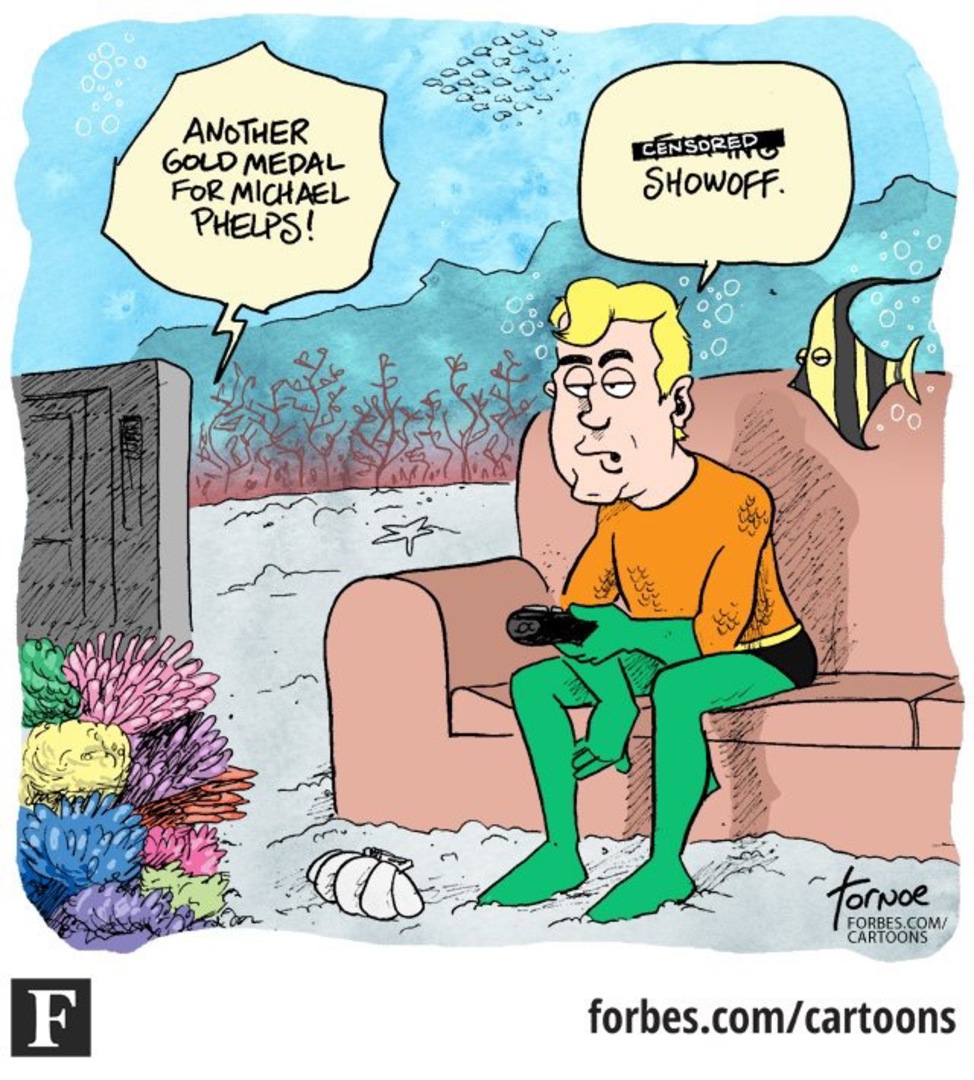 ANOTHER
GOLD MEDAL
FOR MICHAEL
PHELPS!
CENSORED
SHOWOFF.
Tornoe
FORBES.COM/
CARTOONS
F
forbes.com/cartoons